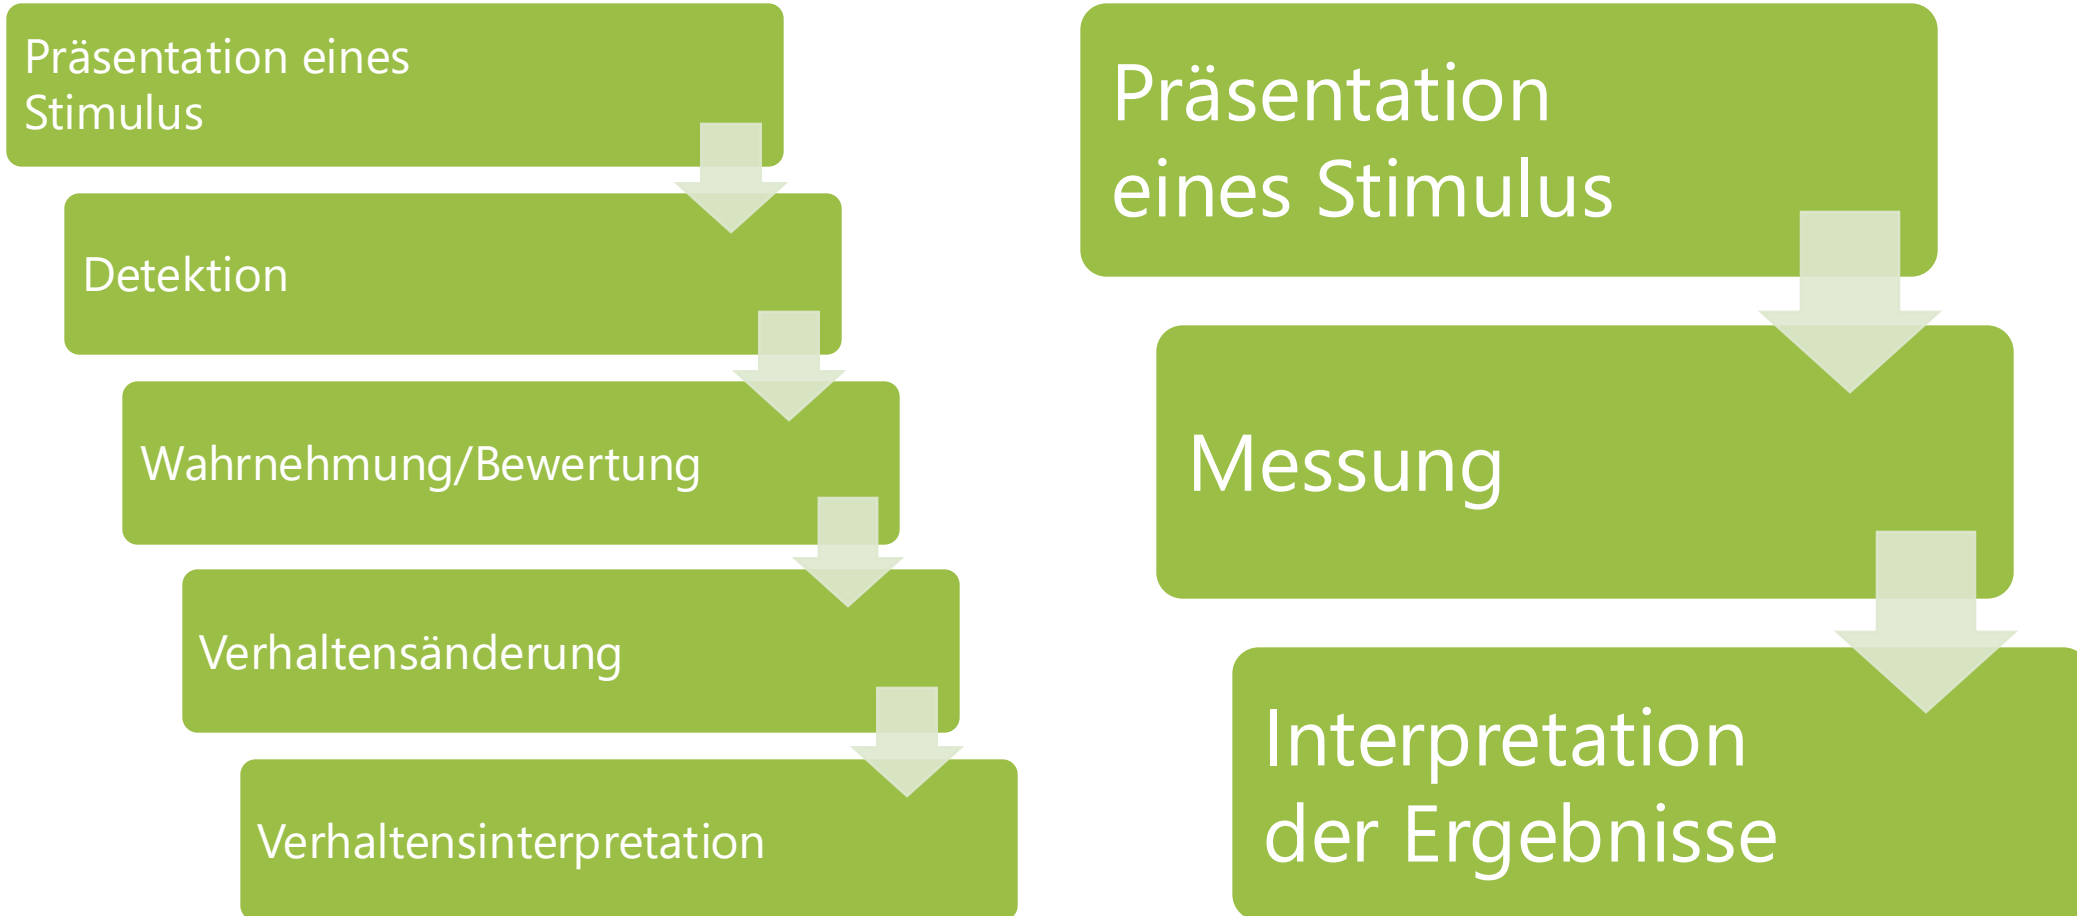 Präsentation eines
Stimulus
Detektion
Wahrnehmung/Bewertung
Verhaltensänderung
Verhaltensinterpretation
Präsentation
eines Stimulus
Messung
Interpretation
der Ergebnisse